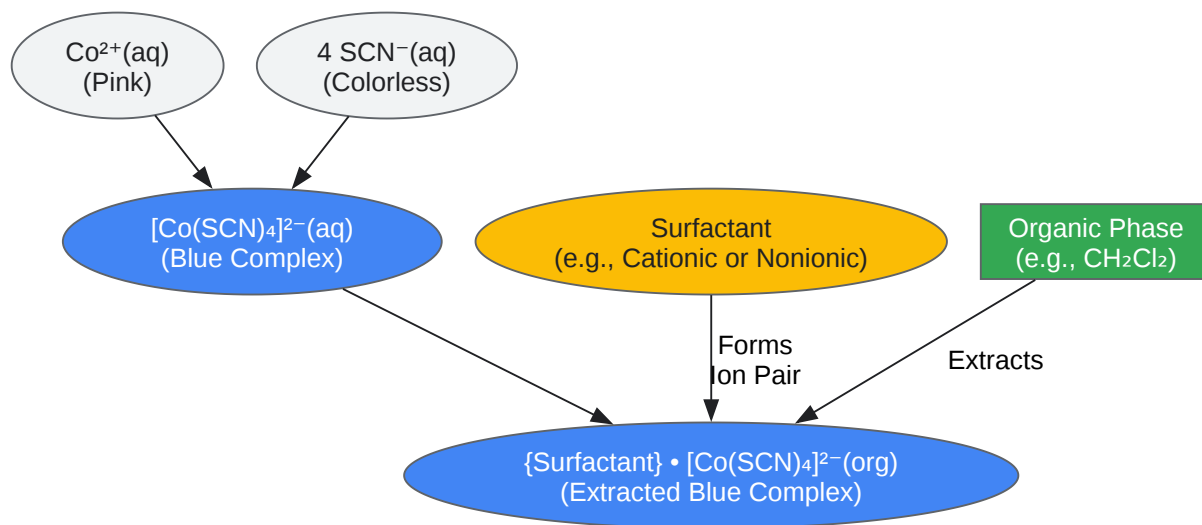 Co²⁺(aq)
(Pink)
4 SCN⁻(aq)
(Colorless)
[Co(SCN)₄]²⁻(aq)
(Blue Complex)
Surfactant
(e.g., Cationic or Nonionic)
Organic Phase
(e.g., CH₂Cl₂)
Forms
Ion Pair
Extracts
{Surfactant} • [Co(SCN)₄]²⁻(org)
(Extracted Blue Complex)